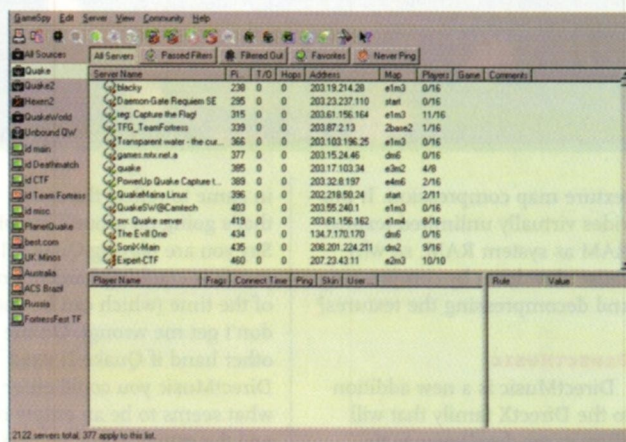 GameSpy Edit Server View Community Help
All Sources
Quake
Quake2
Hexen2
QuakeWorld
Unbound QW
id main
id Deathmatch
id CTF
id Team Fortress
id misc
PlanetQuake
best.com
UK Minos
Australia
ACS Brazil
Russia
FortressFest TF
All Servers Passed Filters Filtered Out Favorites Never Ping
Server Name Pi... T/O Hops Address Map Players Game Comments
blacky 238 0 0 203.19.214.28 e1m3 0/16
Daemon-Gate Requiem SE 295 0 0 203.23.237.110 start 0/16
ieg: Capture the Flag! 315 0 0 203.61.156.164 e1m3 11/16
TFG_TeamFortress 339 0 0 203.87.2.13 2base2 1/16
Transparent water - the cur... 366 0 0 203.103.196.25 e1m3 0/16
games.mfx.net.a 377 0 0 203.15.24.46 dm6 0/16
quake 385 0 0 203.17.103.34 e3m2 4/8
PowerUp Quake Capture t... 389 0 0 203.32.8.197 e4m6 2/16
QuakeMains Linux 395 0 0 202.218.50.24 e1m5 0/16
QuakeSW!@Camtech 403 0 0 203.55.240.1 e1m3 0/16
sw: Quake server 419 0 0 203.61.156.162 e1m4 8/16
The Evil One 434 0 0 134.7.170.170 dm6 0/16
SoniX-Main 435 0 0 208.201.224.211 dm2 9/16
Expert-CTF 460 0 0 207.23.43.11 e2m3 10/10
Player Name Frags Connect Time Ping Skin User ...
Rule Value
2122 servers total, 377 apply to this list.